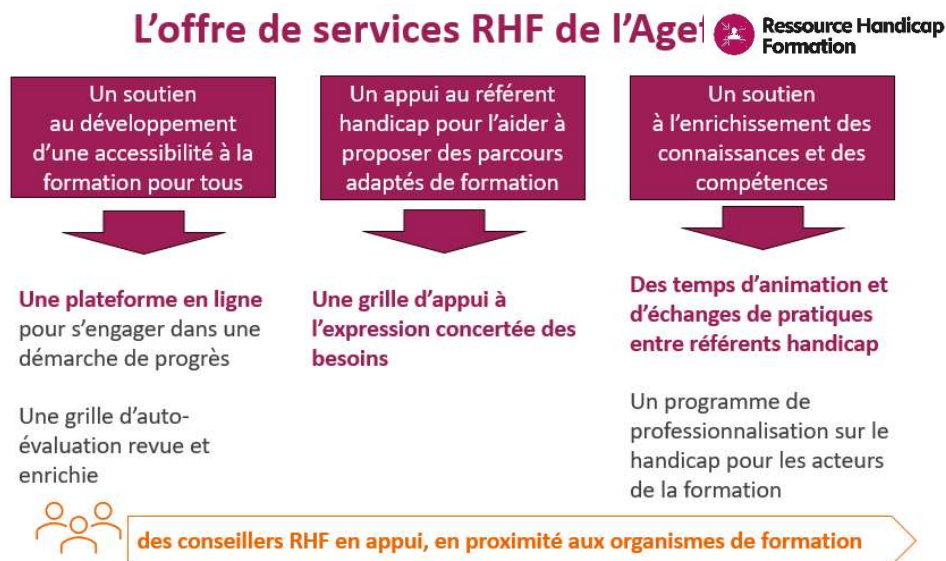 L’offre de services RHF de l’Agef
Ressource Handicap
Formation
Un soutien
au développement
d’une accessibilité à la
formation pour tous
Un appui au référent
handicap pour l’aider à
proposer des parcours
adaptés de formation
Un soutien
à l’enrichissement des
connaissances et des
compétences
Une plateforme en ligne
pour s’engager dans une
démarche de progrès
Une grille d’auto-
évaluation revue et
enrichie
Une grille d’appui à
l’expression concertée des
besoins
Des temps d’animation et
d’échanges de pratiques
entre référents handicap
Un programme de
professionnalisation sur le
handicap pour les acteurs
de la formation
des conseillers RHF en appui, en proximité aux organismes de formation